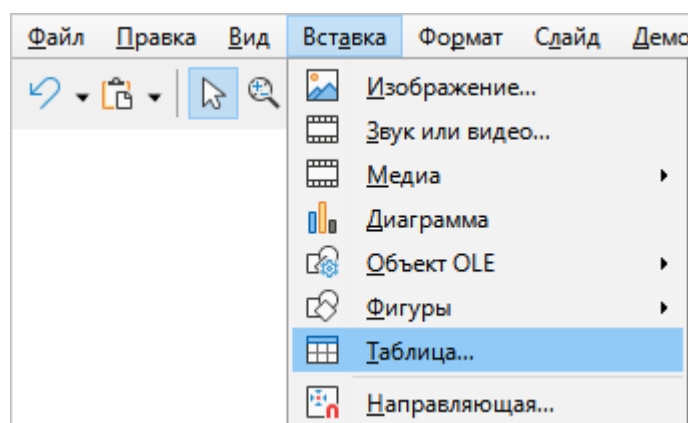 Файл Правка Вид Вставка Формат Слайд Демо
Изображение...
Звук или видео...
Медиа
Диаграмма
Объект OLE
Фигуры
Таблица...
Направляющая...